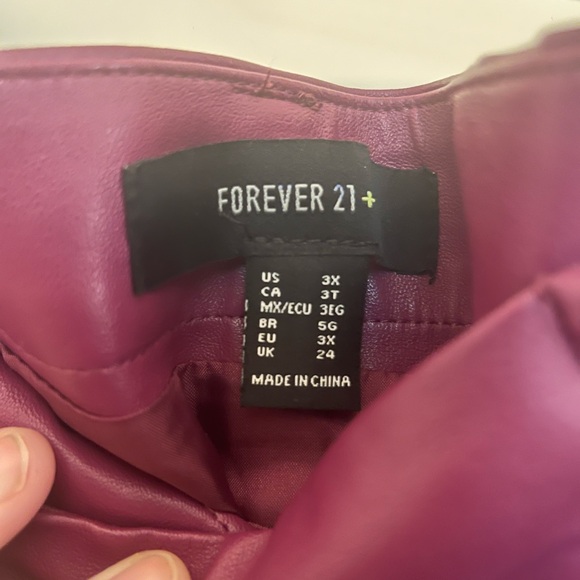 FOREVER 21+
US 3X
CA 3T
MX/ECU 3EG
BR 5G
EU 3X
UK 24
MADE IN CHINA